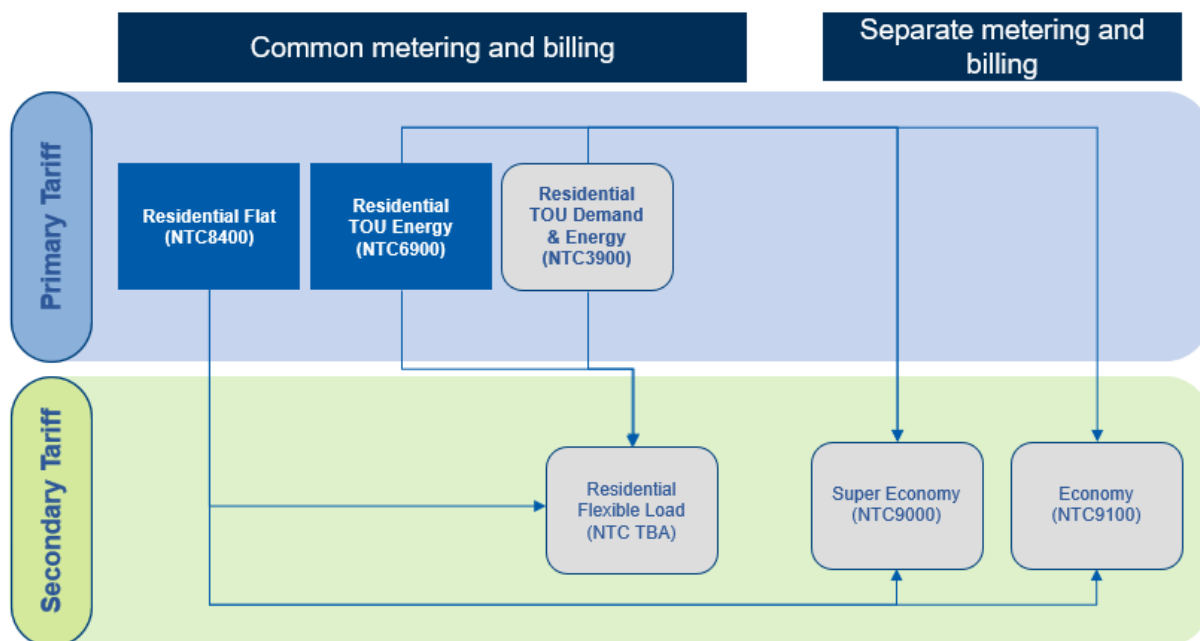 Common metering and billing
Separate metering and
billing
Primary Tariff
Residential Flat
(NTC8400)
Residential
TOU Energy
(NTC6900)
Residential
TOU Demand
& Energy
(NTC3900)
Secondary Tariff
Residential
Flexible Load
(NTC TBA)
Super Economy
(NTC9000)
Economy
(NTC9100)